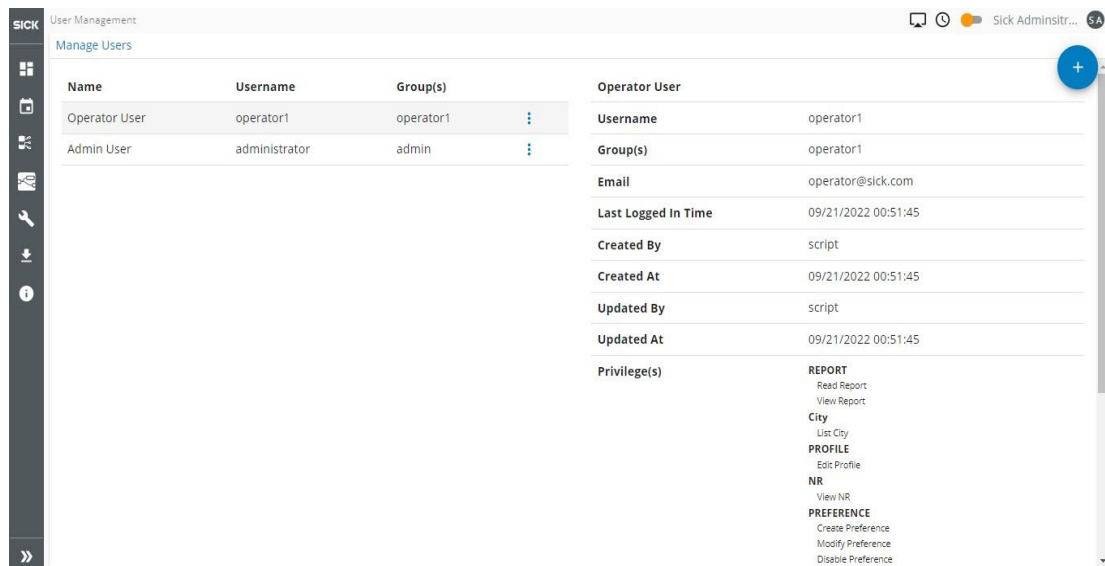 SICK
User Management
Sick Adminsitr...
SA
Manage Users
+
Name Username Group(s)
Operator User operator1 operator1
Admin User administrator admin
Operator User
Username operator1
Group(s) operator1
Email operator@sick.com
Last Logged In Time 09/21/2022 00:51:45
Created By script
Created At 09/21/2022 00:51:45
Updated By script
Updated At 09/21/2022 00:51:45
Privilege(s) REPORT
Read Report
View Report
City
List City
PROFILE
Edit Profile
NR
View NR
PREFERENCE
Create Preference
Modify Preference
Disable Preference